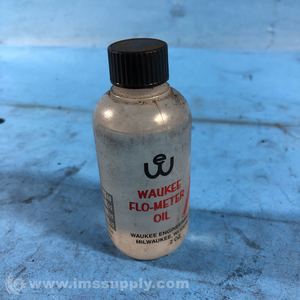 WAUKEE
FLO-METER
OIL
WAUKEE ENGINEERING
MILWAUKEE,
2 OZ.
www.imssupply.com